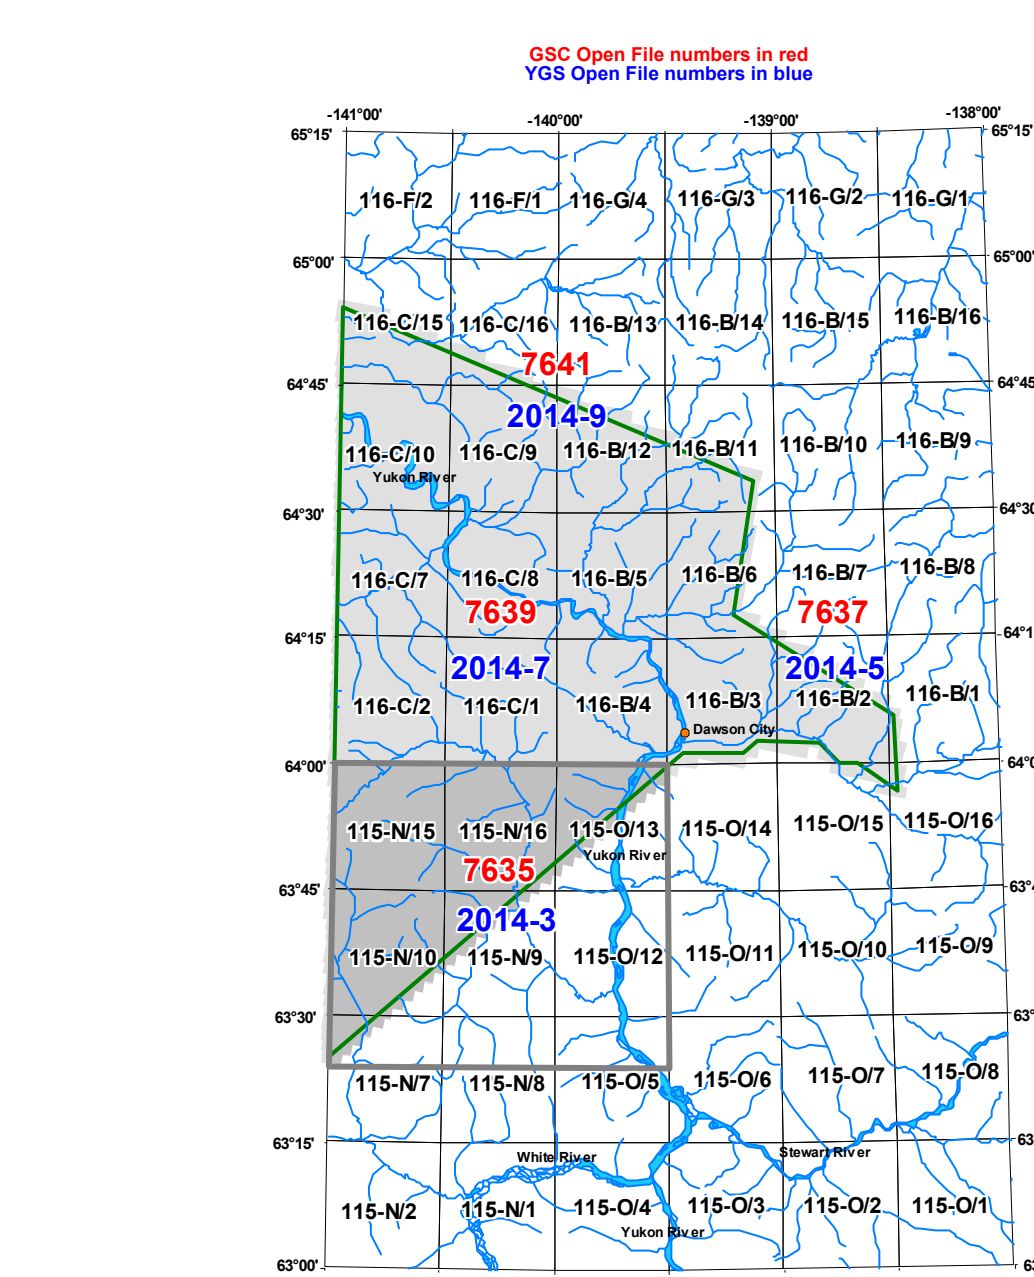 GSC Open File numbers in red
YGS Open File numbers in blue
-141°00'
-140°00'
-139°00'
-138°00'
65°15'
65°15'
116-F/2
116-F/1
116-G/4
116-G/3
116-G/2
116-G/1
65°00'
65°00'
116-C/15
116-C/16
116-B/13
116-B/14
116-B/15
116-B/16
7641
64°45'
64°45
2014-9
116-C/10
116-C/9
116-B/12
116-B/11
116-B/10
116-B/9
Yukon River
64°30'
64°30
116-C/7
116-C/8
116-B/5
116-B/6
116-B/7
116-B/8
7639
7637
64°15'
64°1
2014-7
2014-5
116-C/2
116-C/1
116-B/4
116-B/3
116-B/2
116-B/1
Dawson City
64°00'
64°0
115-N/15
115-N/16
115-O/13
115-O/14
115-O/15
115-O/16
Yukon River
7635
63°45'
63°4
2014-3
115-N/10
115-N/9
115-O/12
115-O/11
115-O/10
115-O/9
63°30'
63°
115-N/7
115-N/8
115-O/5
115-O/6
115-O/7
115-O/8
63°15'
63
White River
Stewart River
115-N/2
115-N/1
115-O/4
115-O/3
115-O/2
115-O/1
Yukon River
63°00'
6